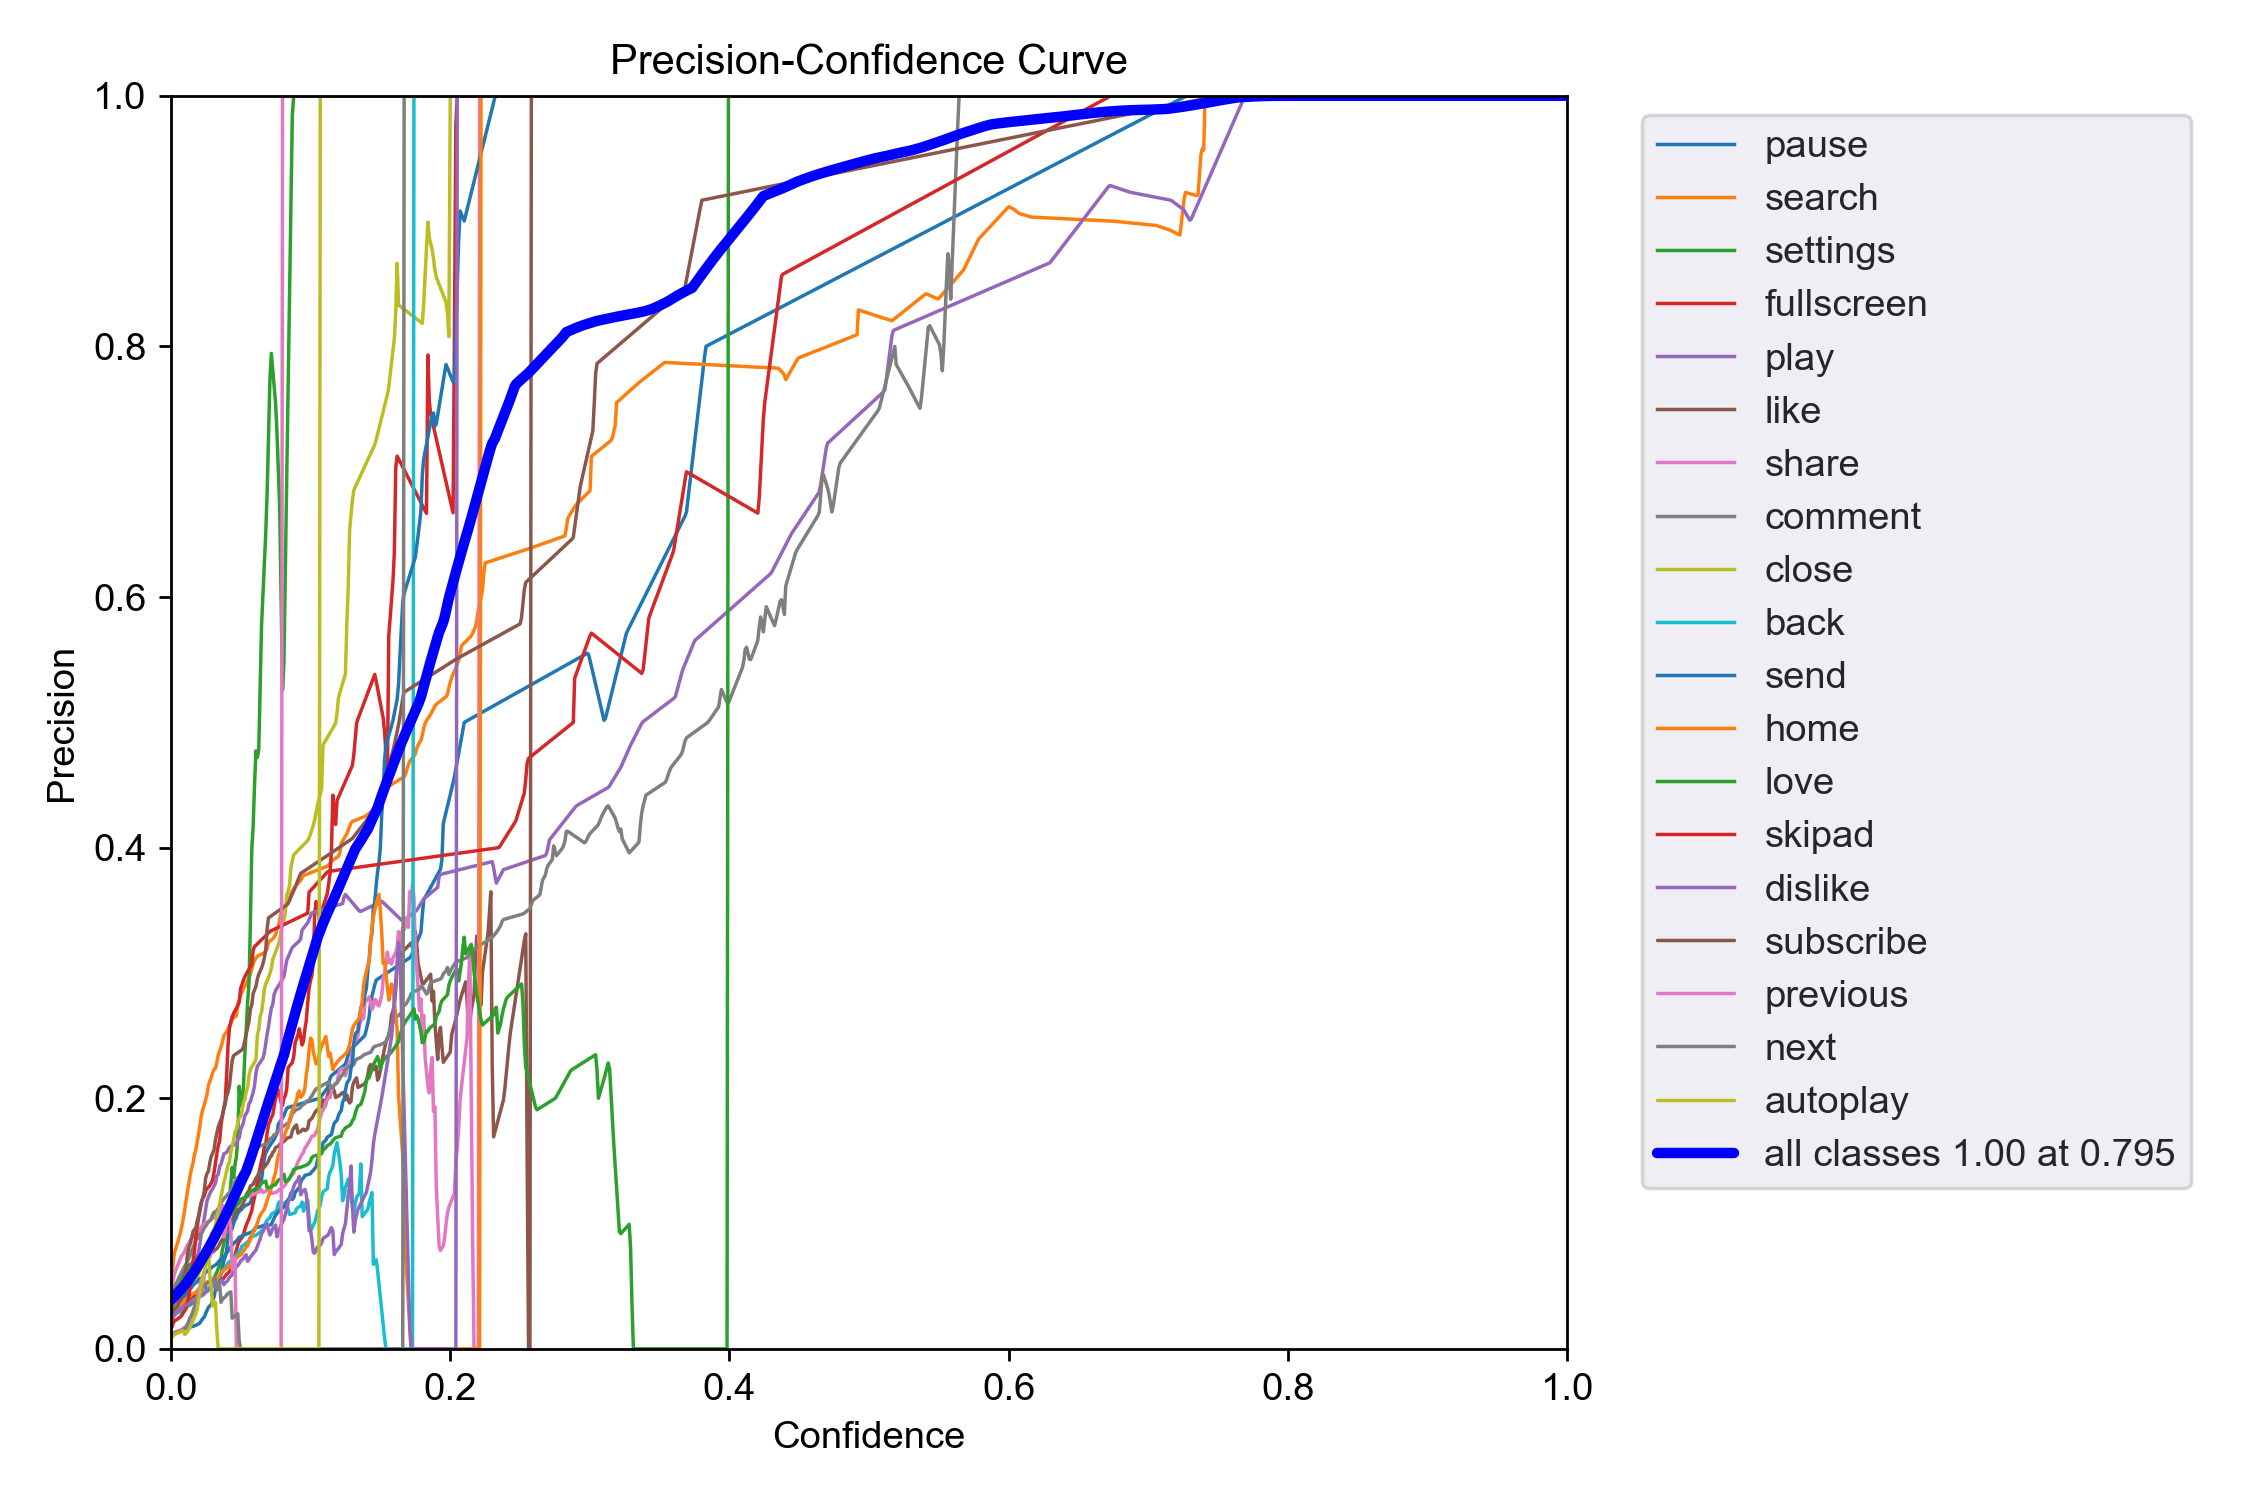 Precision-Confidence Curve
1.0
0.8
0.6
0.4
0.2
0.0
Precision
0.0 0.2 0.4 0.6 0.8 1.0
Confidence
pause
search
settings
fullscreen
play
like
share
comment
close
back
send
home
love
skipad
dislike
subscribe
previous
next
autoplay
all classes 1.00 at 0.795